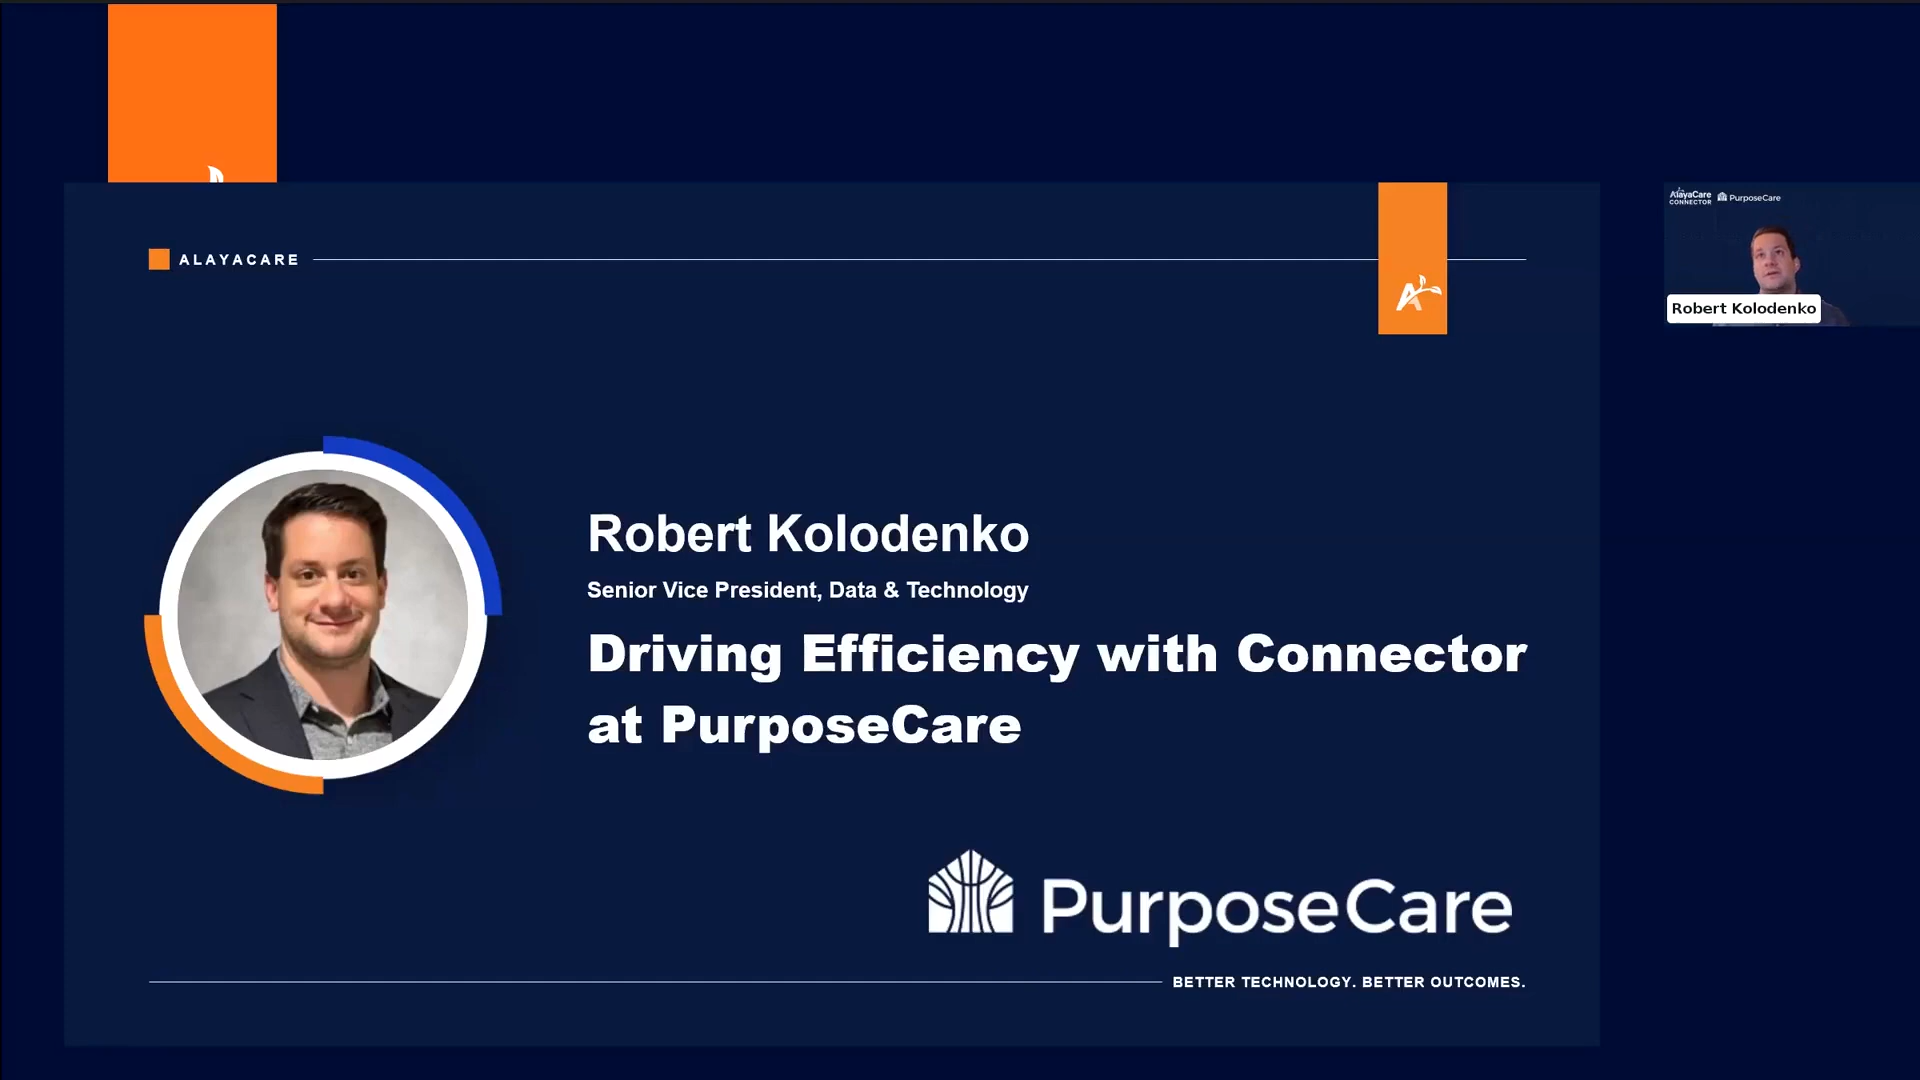 ALAYACARE
Robert Kolodenko
Senior Vice President, Data & Technology
Driving Efficiency with Connector
at PurposeCare
PurposeCare
BETTER TECHNOLOGY. BETTER OUTCOMES.
AlayaCare
CONNECTOR
PurposeCare
Robert Kolodenko